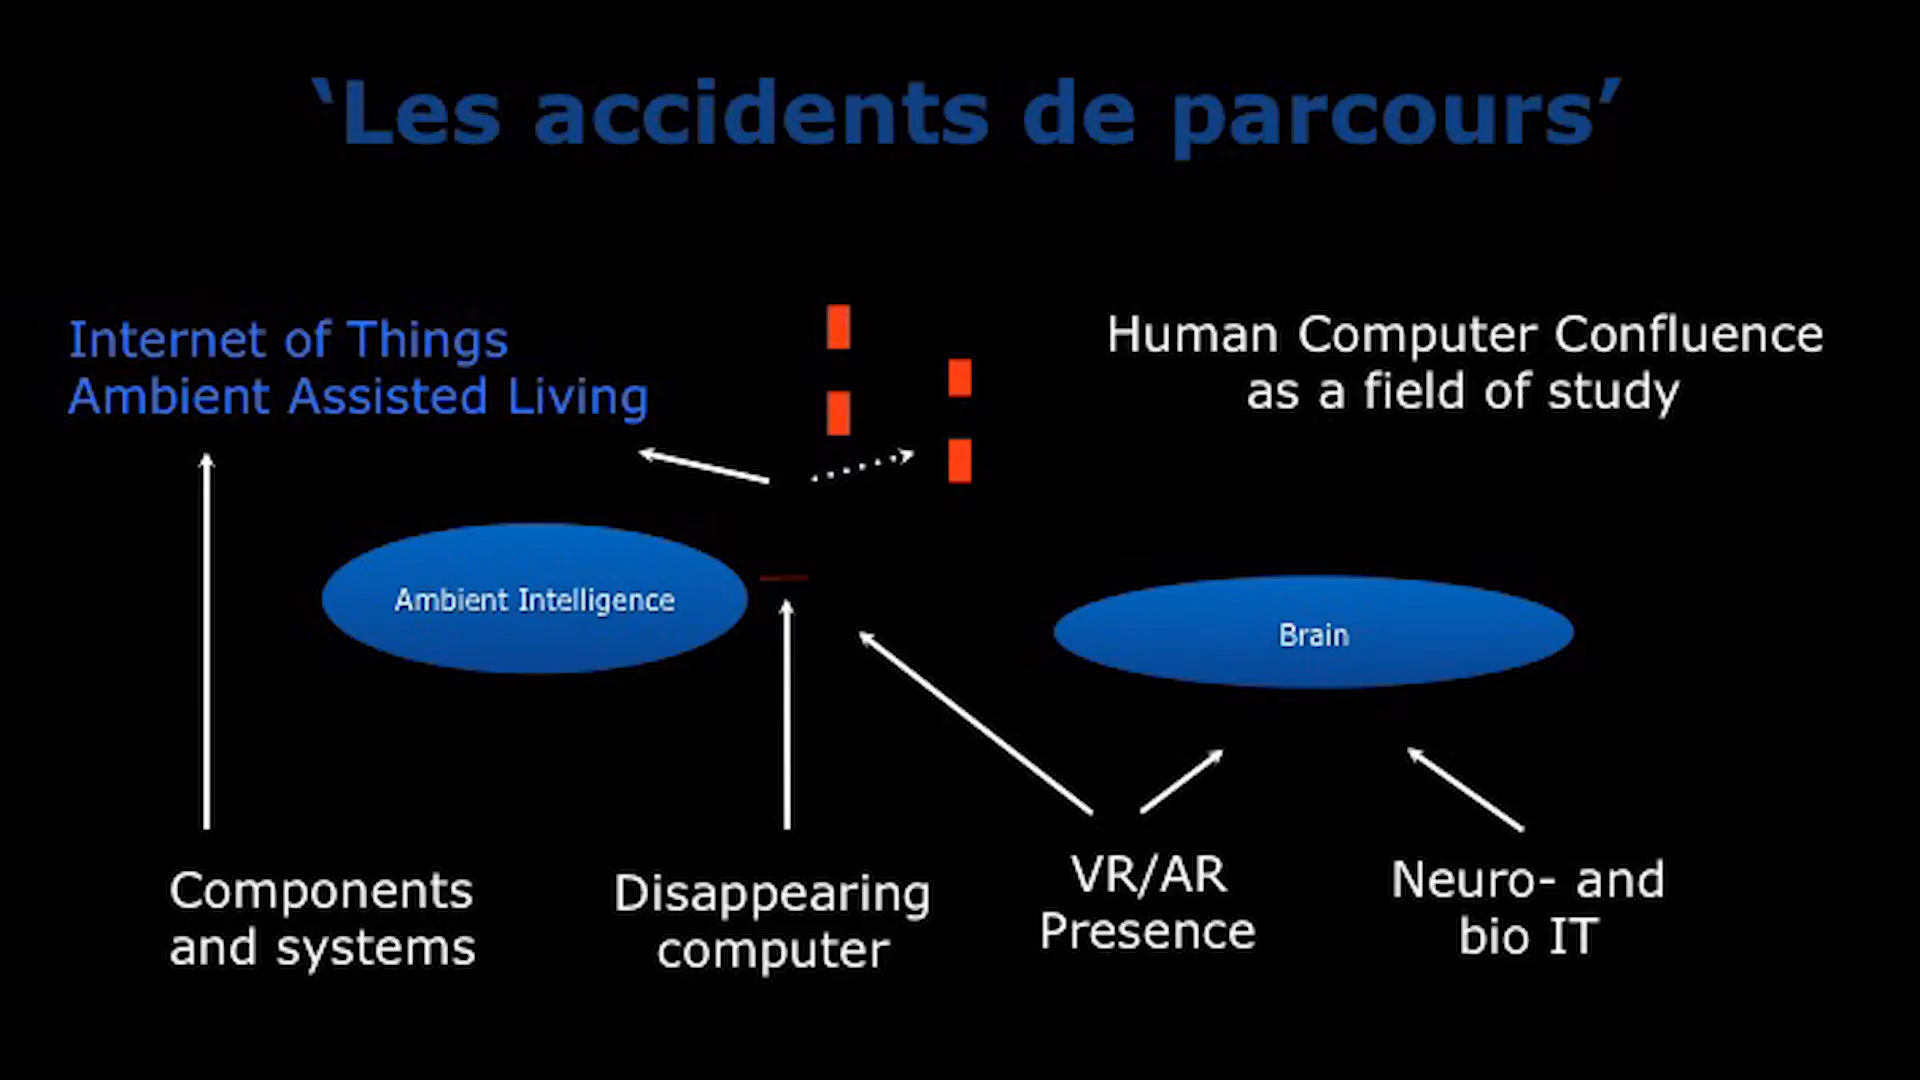 ‘Les accidents de parcours’
Internet of Things
Ambient Assisted Living
Human Computer Confluence
as a field of study
Ambient Intelligence
Brain
Components
and systems
Disappearing
computer
VR/AR
Presence
Neuro- and
bio IT